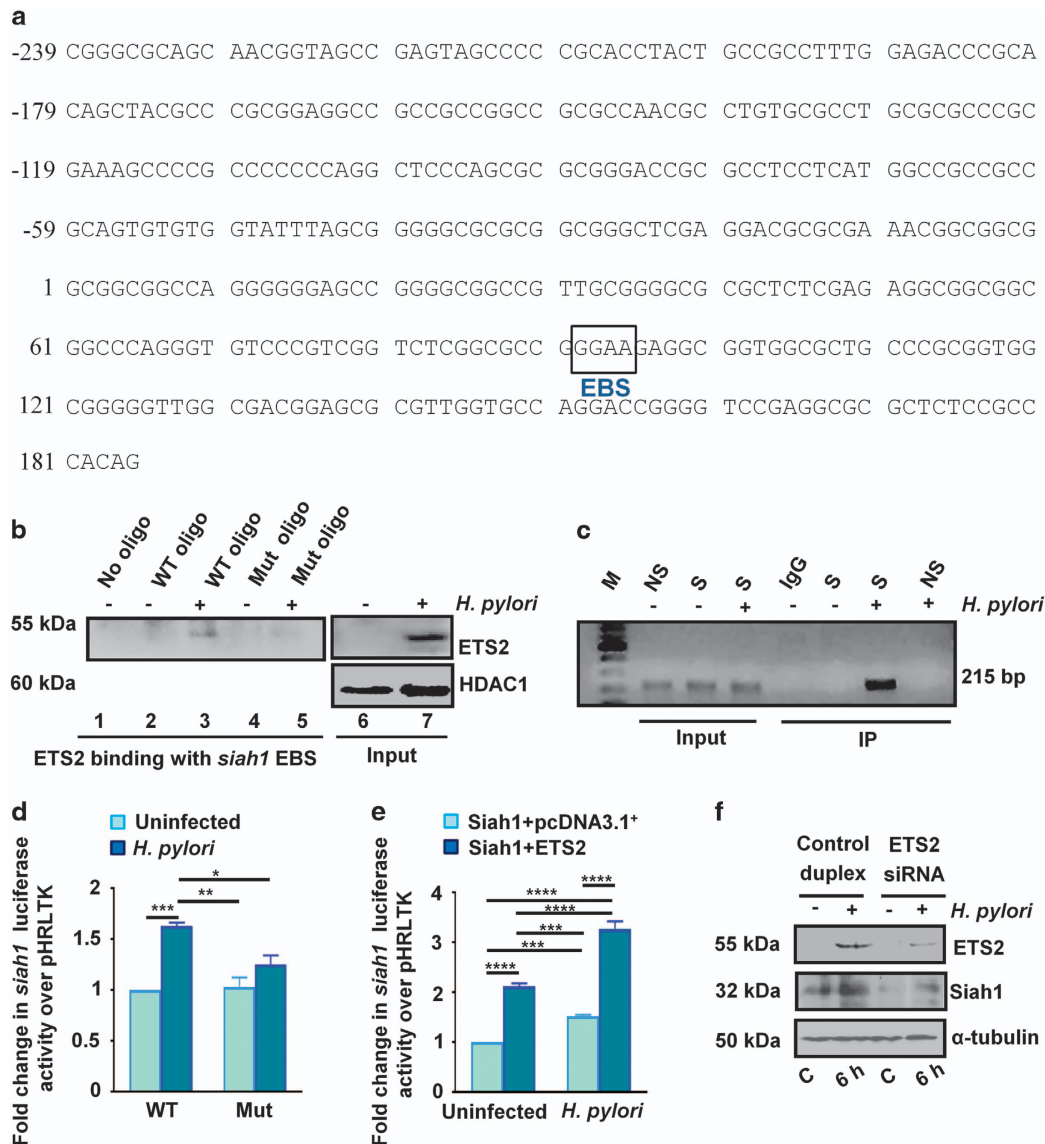 a
-239 CGGGCGCAGC AACGGTAGCC GAGTAGCCCC CGCACCTACT GCCGCCTTTG GAGACCCGCA
-179 CAGCTACGCC CGCGGAGGCC GCCGCCGGCC GCGCCAACGC CTGTGCGCCT GCGCGCCCGC
-119 GAAAGCCCCG CCCCCCCAGG CTCCCAGCGC GCGGGACCGC GCCTCCTCAT GGCCGCCGCC
-59 GCAGTGTGTG GTATTTAGCG GGGGCGCGCG GCGGGCTCGA GGACGCGCGA AACGGCGGCG
1 GCGGCGGCCA GGGGGGAGCC GGGGCGGCCG TTGCGGGGCG CGCTCTCGAG AGGCGGCGGC
61 GGCCCAGGGT GTCCCGTCGG TCTCGGCGCC GGGAAGAGGC GGTGGCGCTG CCCGCGGTGG
EBS
121 CGGGGGTTGG CGACGGAGCG CGTTGGTGCC AGGACCGGGG TCCGAGGCGC GCTCTCCGCC
181 CACAG
b
No oligo WT oligo WT oligo Mut oligo Mut oligo
- - + - + - + H. pylori
55 kDa ETS2
60 kDa HDAC1
1 2 3 4 5 6 7
ETS2 binding with siah1 EBS Input
c
M NS S S IgG S S NS
- - + - - + + H. pylori
215 bp
Input IP
d
Uninfected
H. pylori
Fold change in siah1 luciferase
activity over pHRLTK
2
1.5
1
0.5
0
*
**
***
WT Mut
e
Siah1+pcDNA3.1+
Siah1+ETS2
Fold change in siah1 luciferase
activity over pHRLTK
4
3
2
1
0
****
****
****
***
***
****
Uninfected H. pylori
f
Control ETS2
duplex siRNA
- + - + H. pylori
55 kDa ETS2
32 kDa Siah1
50 kDa α-tubulin
C 6 h C 6 h